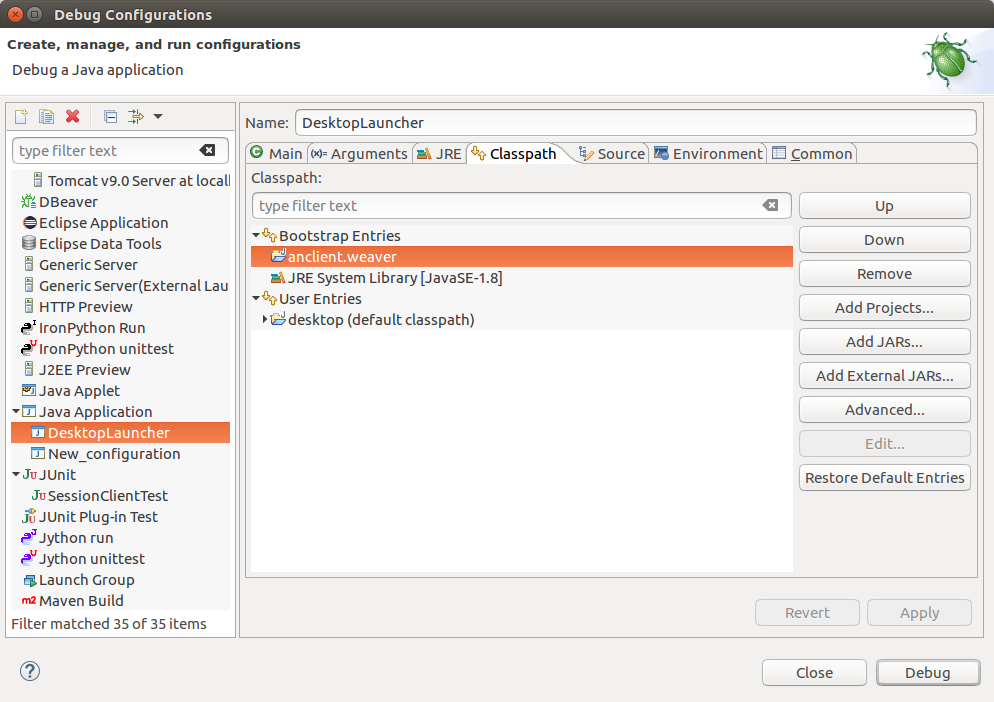 Debug Configurations
Create, manage, and run configurations
Debug a Java application
type filter text
Tomcat v9.0 Server at local
DBeaver
Eclipse Application
Eclipse Data Tools
Generic Server
Generic Server(External Lau
HTTP Preview
IronPython Run
IronPython unittest
J2EE Preview
Java Applet
Java Application
DesktopLauncher
New_configuration
JUnit
SessionClientTest
JUnit Plug-in Test
Jython run
Jython unittest
Launch Group
m2 Maven Build
Filter matched 35 of 35 items
Name: DesktopLauncher
Main (x)= Arguments JRE Classpath Source Environment Common
Classpath:
type filter text
Bootstrap Entries
anclient.weaver
JRE System Library [JavaSE-1.8]
User Entries
desktop (default classpath)
Up
Down
Remove
Add Projects...
Add JARs...
Add External JARs...
Advanced...
Edit...
Restore Default Entries
Revert Apply
? Close Debug